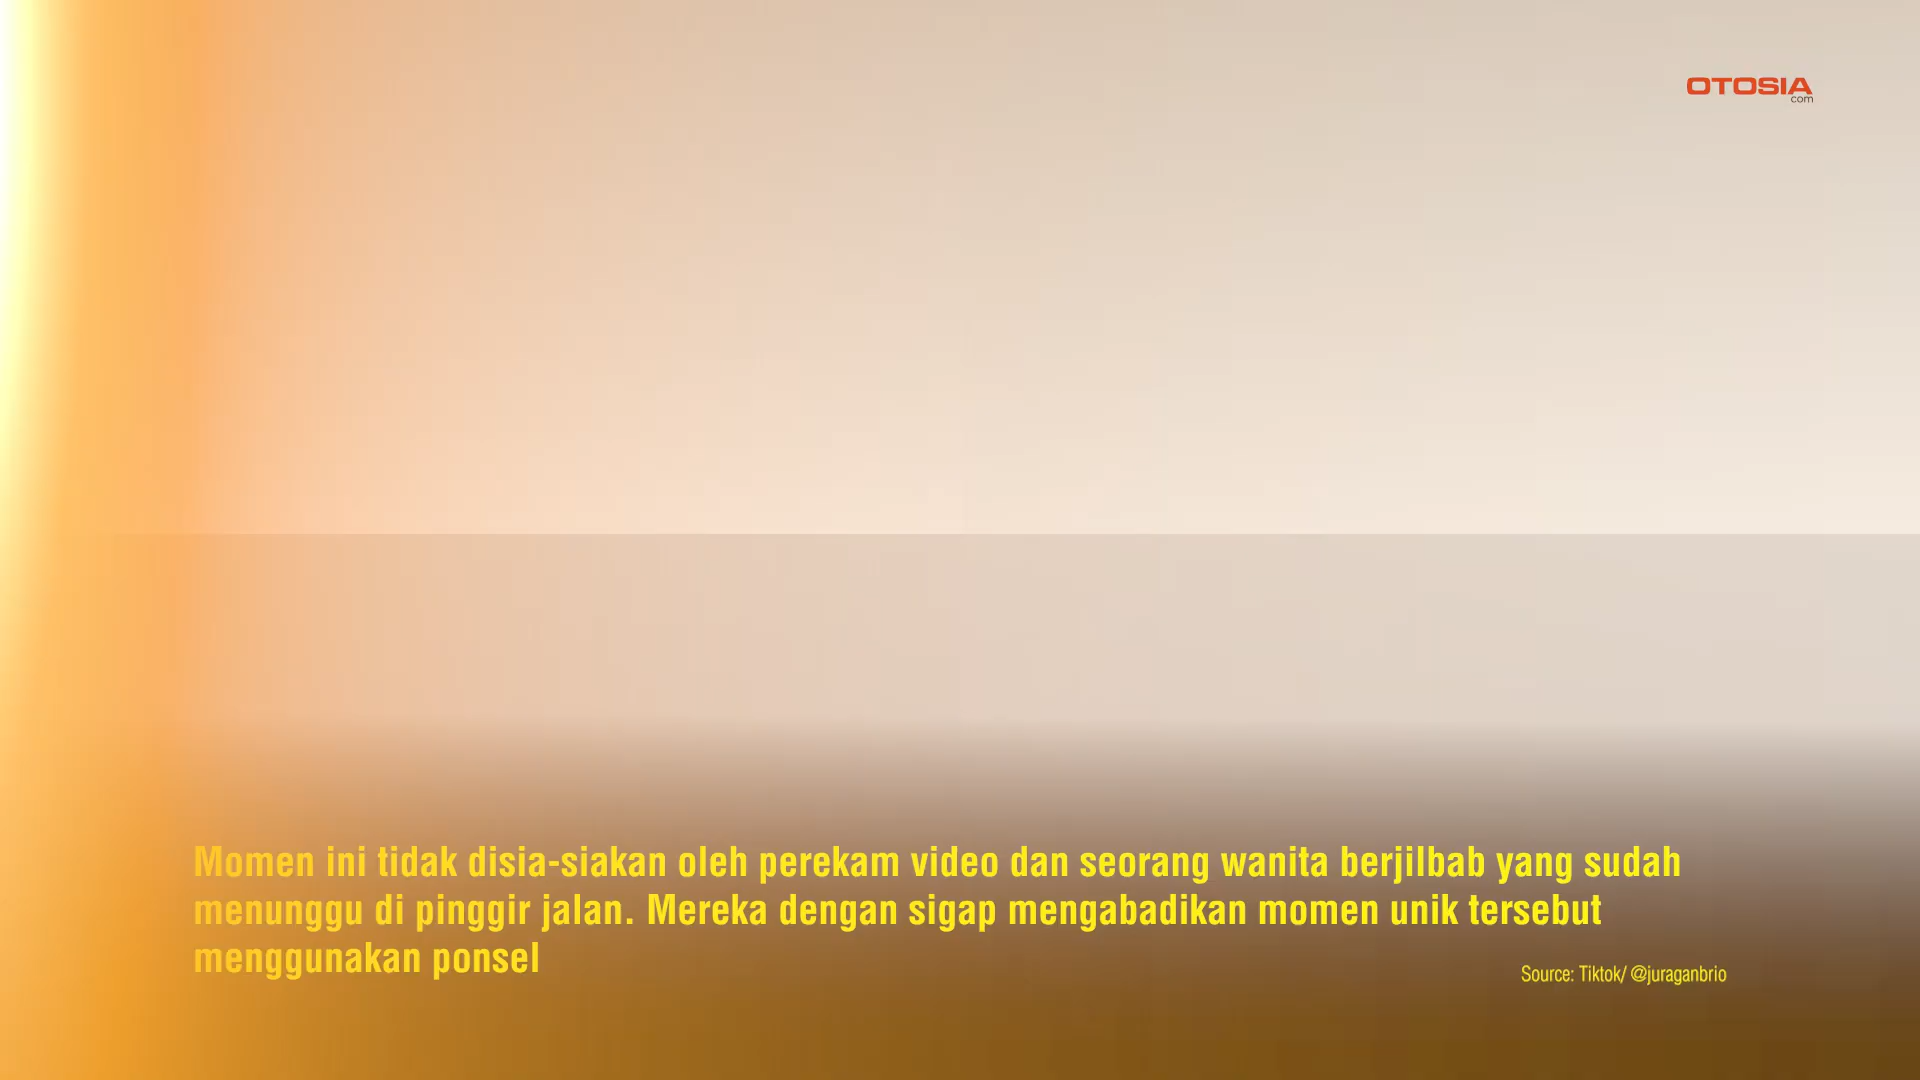 OTOSIA
com
Momen ini tidak disia-siakan oleh perekam video dan seorang wanita berjilbab yang sudah
menunggu di pinggir jalan. Mereka dengan sigap mengabadikan momen unik tersebut
menggunakan ponsel
Source: Tiktok/ @juraganbrio